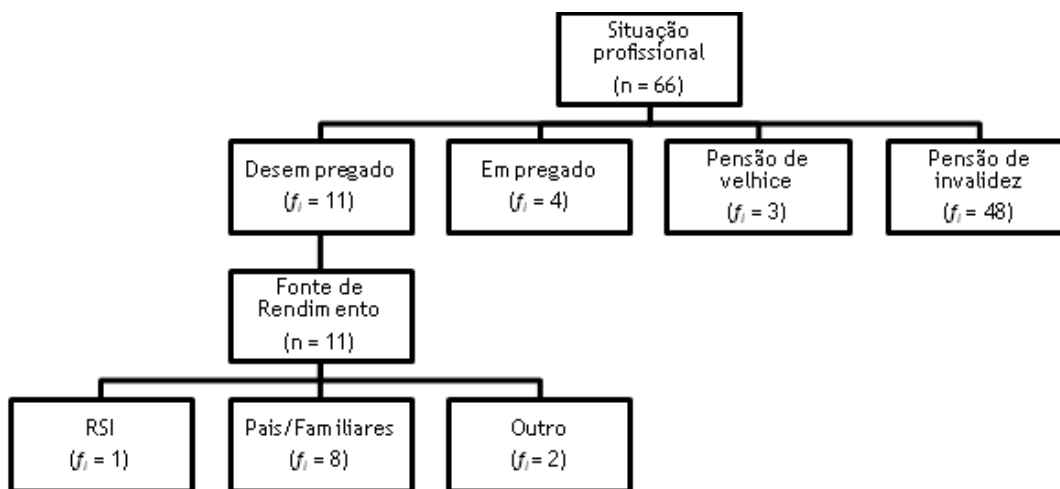 Situação
profissional
(n = 66)
Desempregado
(fi = 11)
Empregado
(fi = 4)
Pensão de
velhice
(fi = 3)
Pensão de
invalidez
(fi = 48)
Fonte de
Rendimento
(n = 11)
RSI
(fi = 1)
Pais/Familiares
(fi = 8)
Outro
(fi = 2)